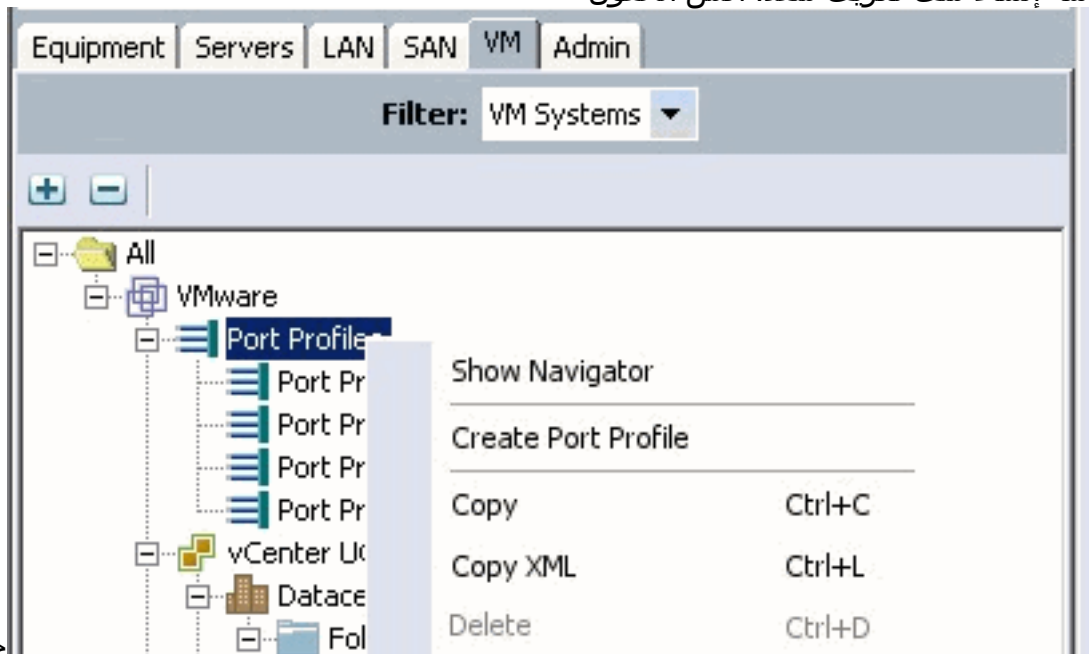 Equipment Servers LAN SAN VM Admin
Filter: VM Systems
All
VMware
Port Profiles
Port Pr
Port Pr
Port Pr
Port Pr
vCenter UC
Datace
Fol
Show Navigator
Create Port Profile
Copy Ctrl+C
Copy XML Ctrl+L
Delete Ctrl+D